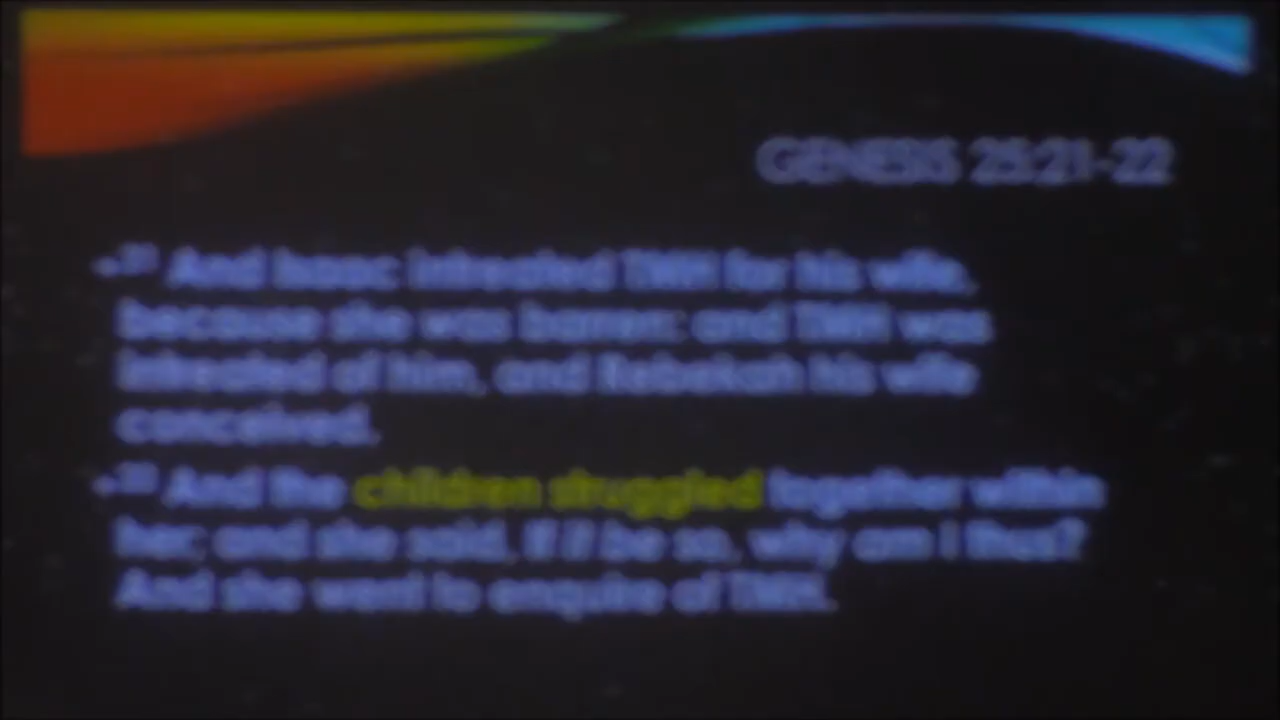 GENESIS 25:21-22
21 And Isaac intreated YHWH for his wife,
because she was barren: and YHWH was
intreated of him, and Rebekah his wife
conceived.
22 And the children struggled together within
her; and she said, If it be so, why am I thus?
And she went to enquire of YHWH.